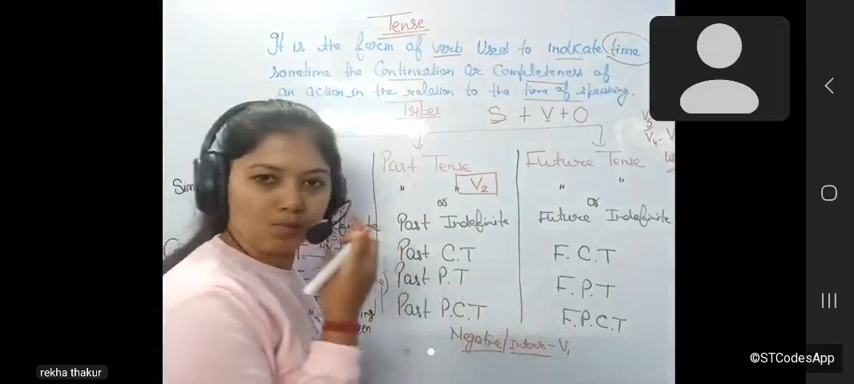 Tense
It is the form of verb used to indicate time
sometime the Continuation or Completeness of
an action in the relation to the time of speaking.
Types
S + V + O
Past Tense
" " V2
or
Past Indefinite
Past C.T
Past P.T
Past P.C.T
Future Tense
" "
or
Future Indefinite
F.C.T
F.P.T
F.P.C.T
Negative/Interr-V1
rekha thakur
©STCodesApp